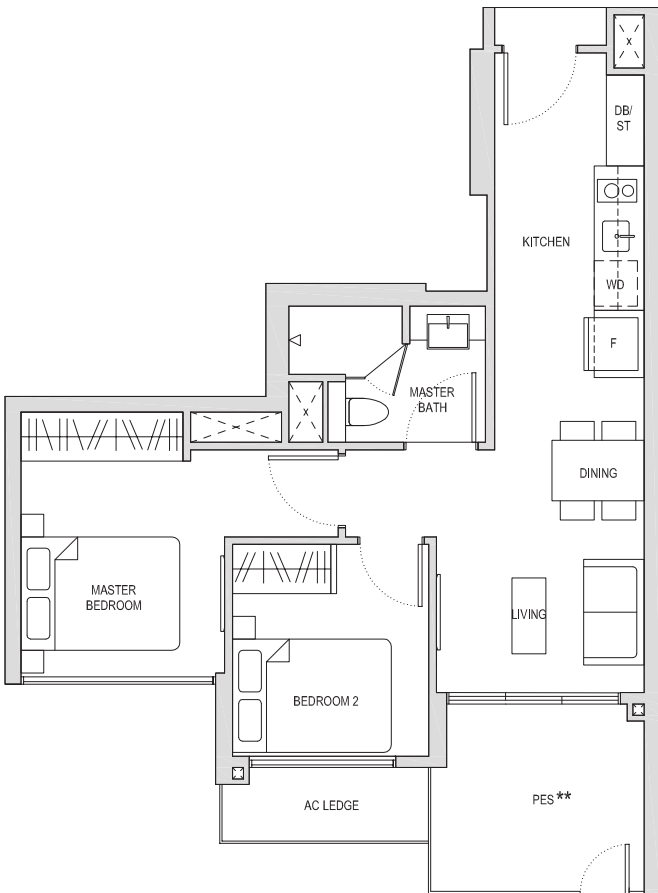 DB/
ST
KITCHEN
WD
F
MASTER
BATH
DINING
MASTER
BEDROOM
LIVING
BEDROOM 2
PES **
AC LEDGE